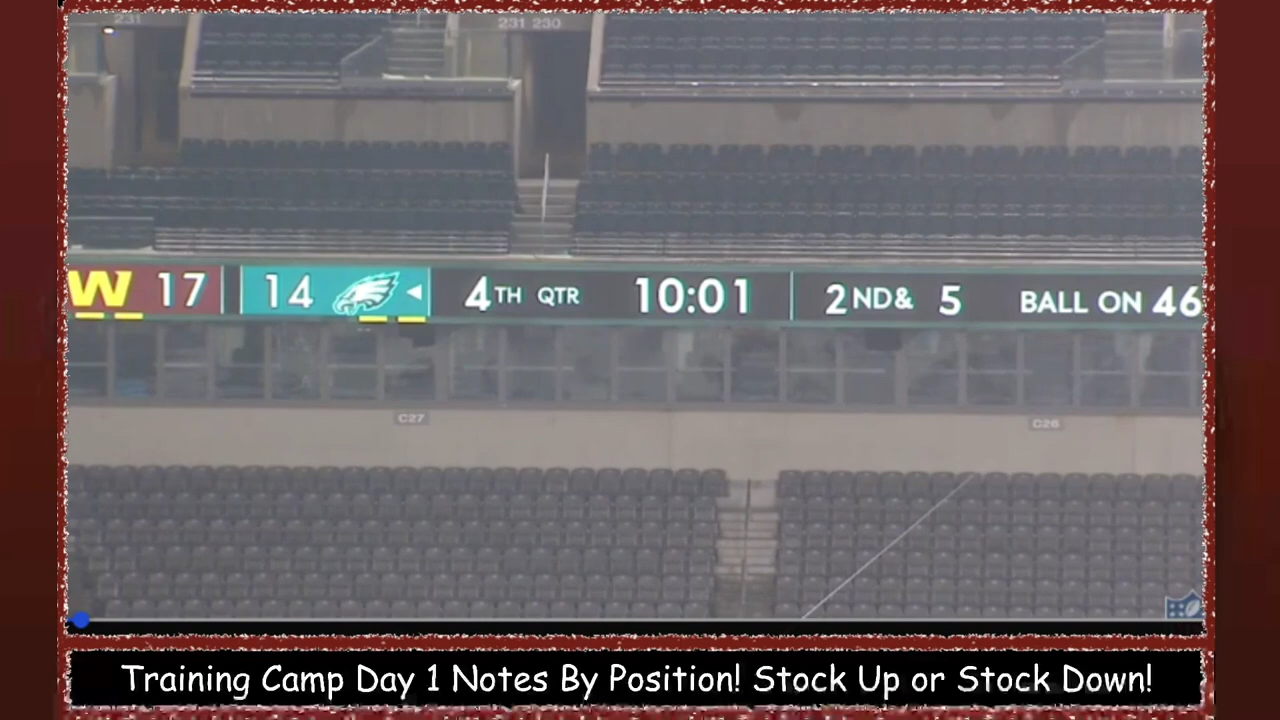 231
231 230
W 17 14 4TH QTR 10:01 2ND& 5 BALL ON 46
C27
C26
Training Camp Day 1 Notes By Position! Stock Up or Stock Down!